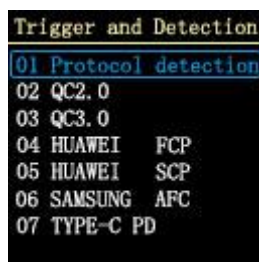 Trigger and Detection
01 Protocol detection
02 QC2.0
03 QC3.0
04 HUAWEI FCP
05 HUAWEI SCP
06 SAMSUNG AFC
07 TYPE-C PD